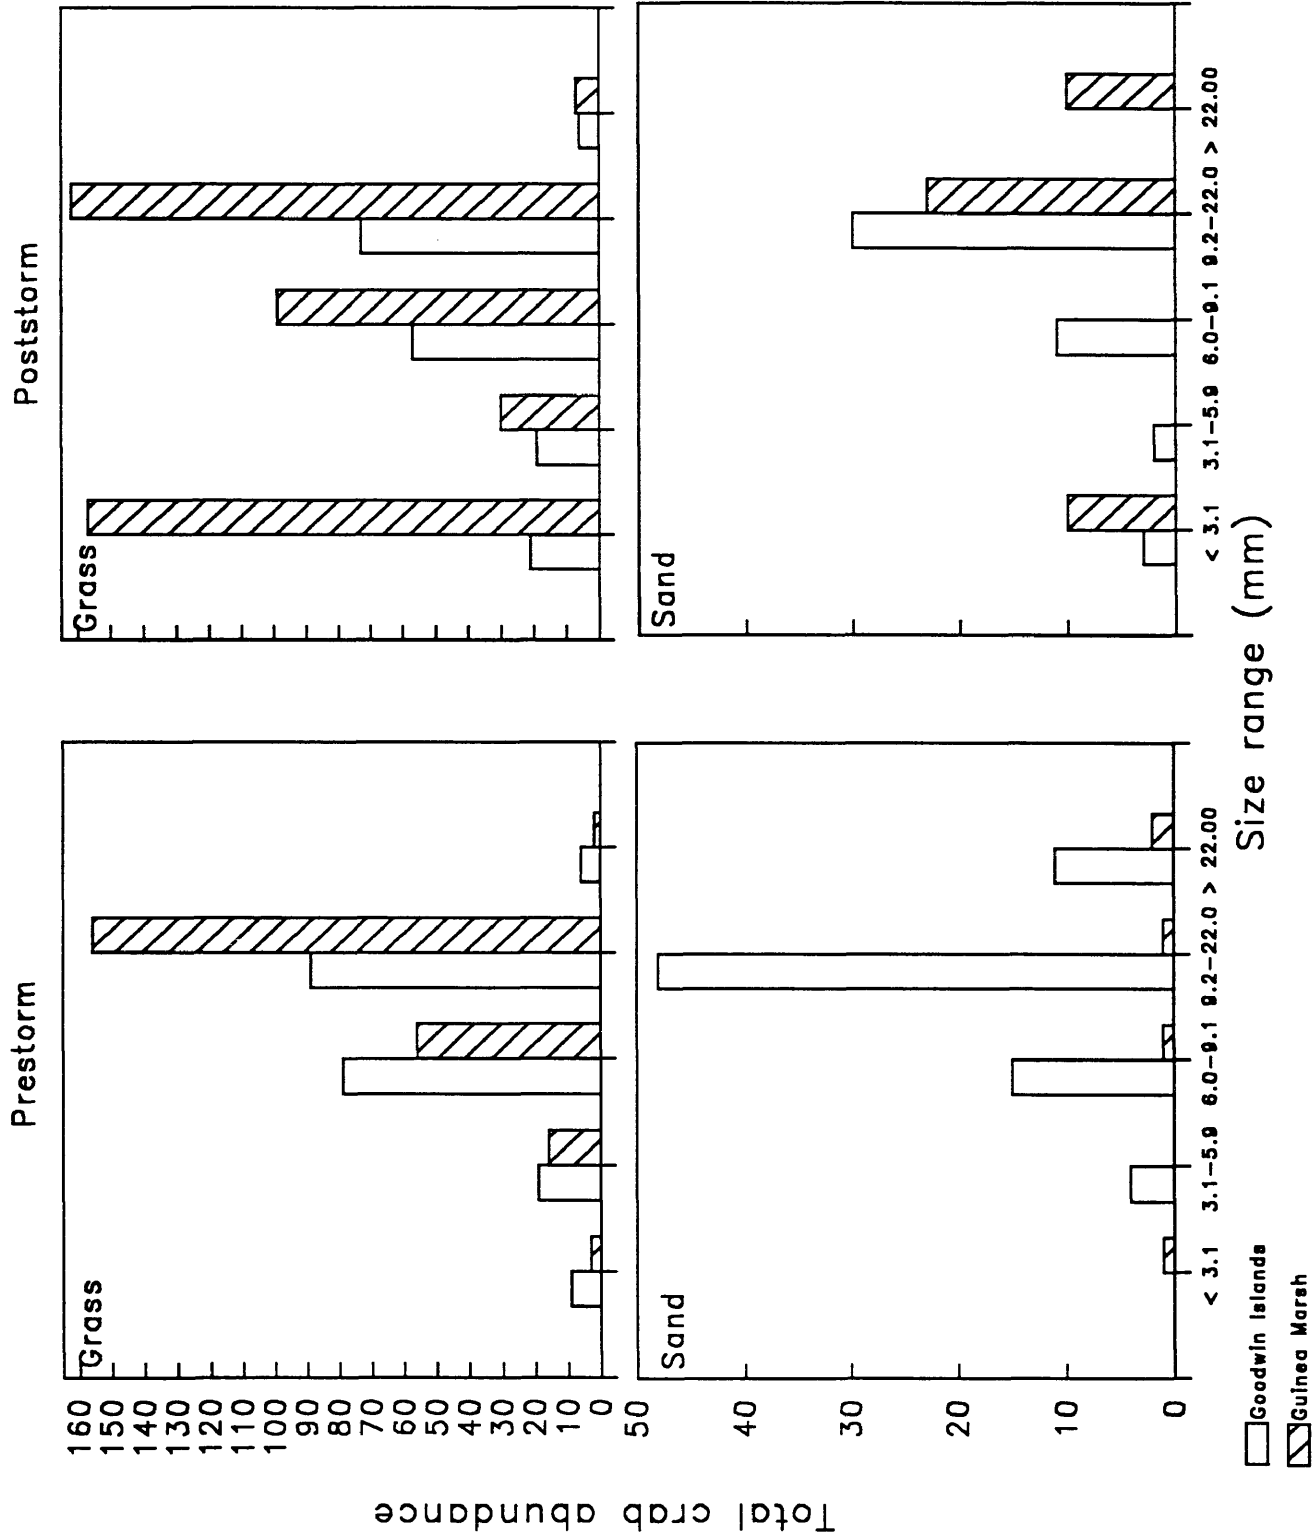 Prestorm
Poststorm
Total crab abundance
160
150
140
130
120
110
100
90
80
70
60
50
40
30
20
10
0
Grass
Grass
50
40
30
20
10
0
Sand
Sand
< 3.1 3.1-5.9 6.0-9.1 9.2-22.0 > 22.00
< 3.1 3.1-5.9 6.0-9.1 9.2-22.0 > 22.00
Size range (mm)
Goodwin Islands
Guinea Marsh